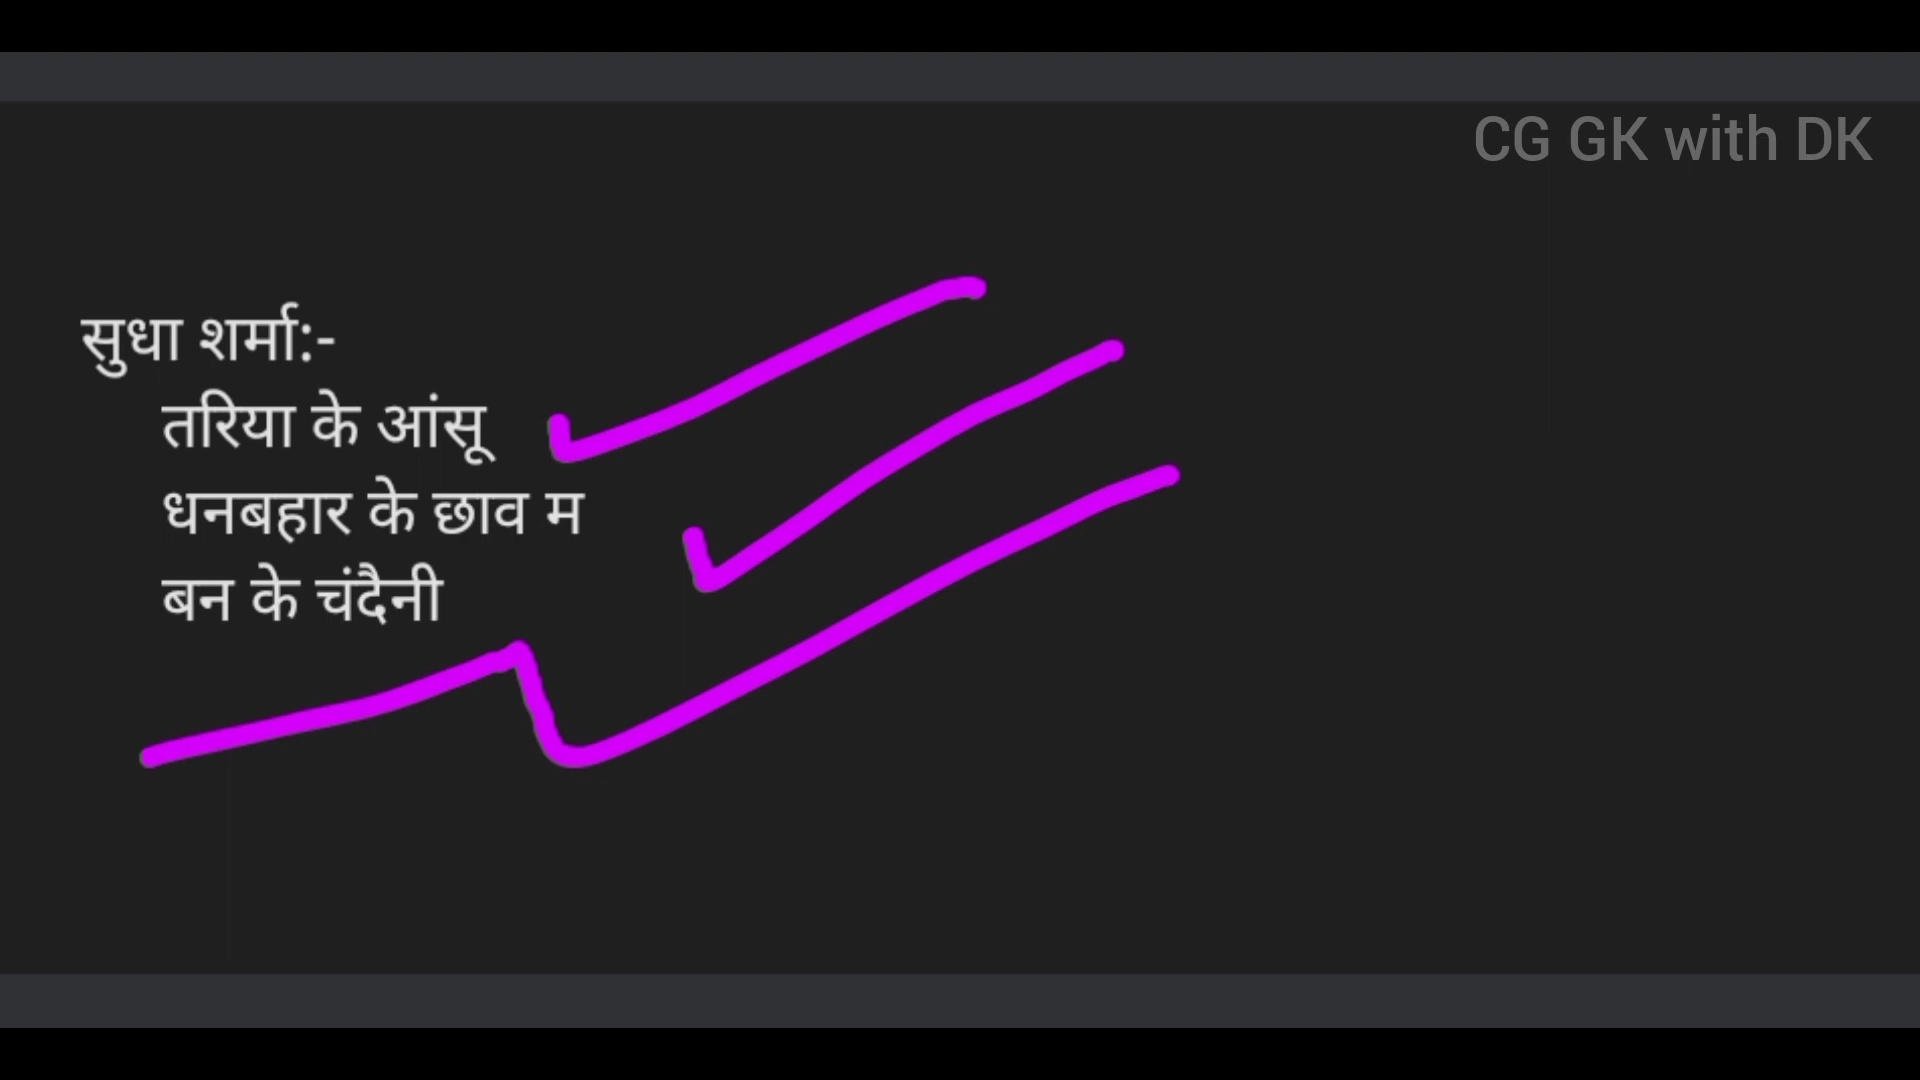 CG GK with DK
सुधा शर्मा:-
तरिया के आंसू
धनबहार के छाव म
बन के चंदैनी